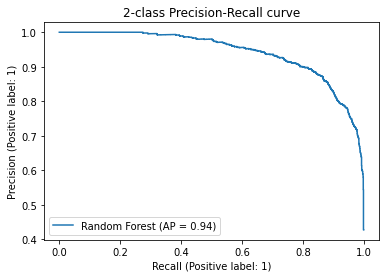 2-class Precision-Recall curve
Precision (Positive label: 1)
1.0
0.9
0.8
0.7
0.6
0.5
0.4
Random Forest (AP = 0.94)
0.0 0.2 0.4 0.6 0.8 1.0
Recall (Positive label: 1)